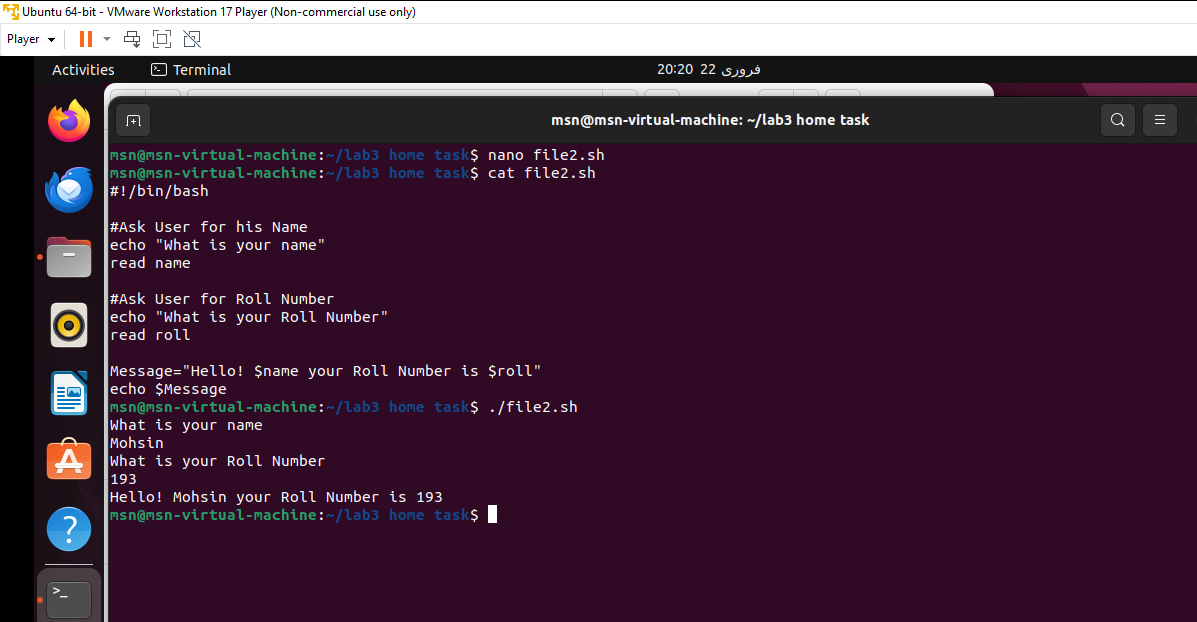 Ubuntu 64-bit - VMware Workstation 17 Player (Non-commercial use only)
Player
Activities
Terminal
20:20 22 فروری
msn@msn-virtual-machine: ~/lab3 home task
msn@msn-virtual-machine:~/lab3 home task$ nano file2.sh
msn@msn-virtual-machine:~/lab3 home task$ cat file2.sh
#!/bin/bash
#Ask User for his Name
echo "What is your name"
read name
#Ask User for Roll Number
echo "What is your Roll Number"
read roll
Message="Hello! $name your Roll Number is $roll"
echo $Message
msn@msn-virtual-machine:~/lab3 home task$ ./file2.sh
What is your name
Mohsin
What is your Roll Number
193
Hello! Mohsin your Roll Number is 193
msn@msn-virtual-machine:~/lab3 home task$